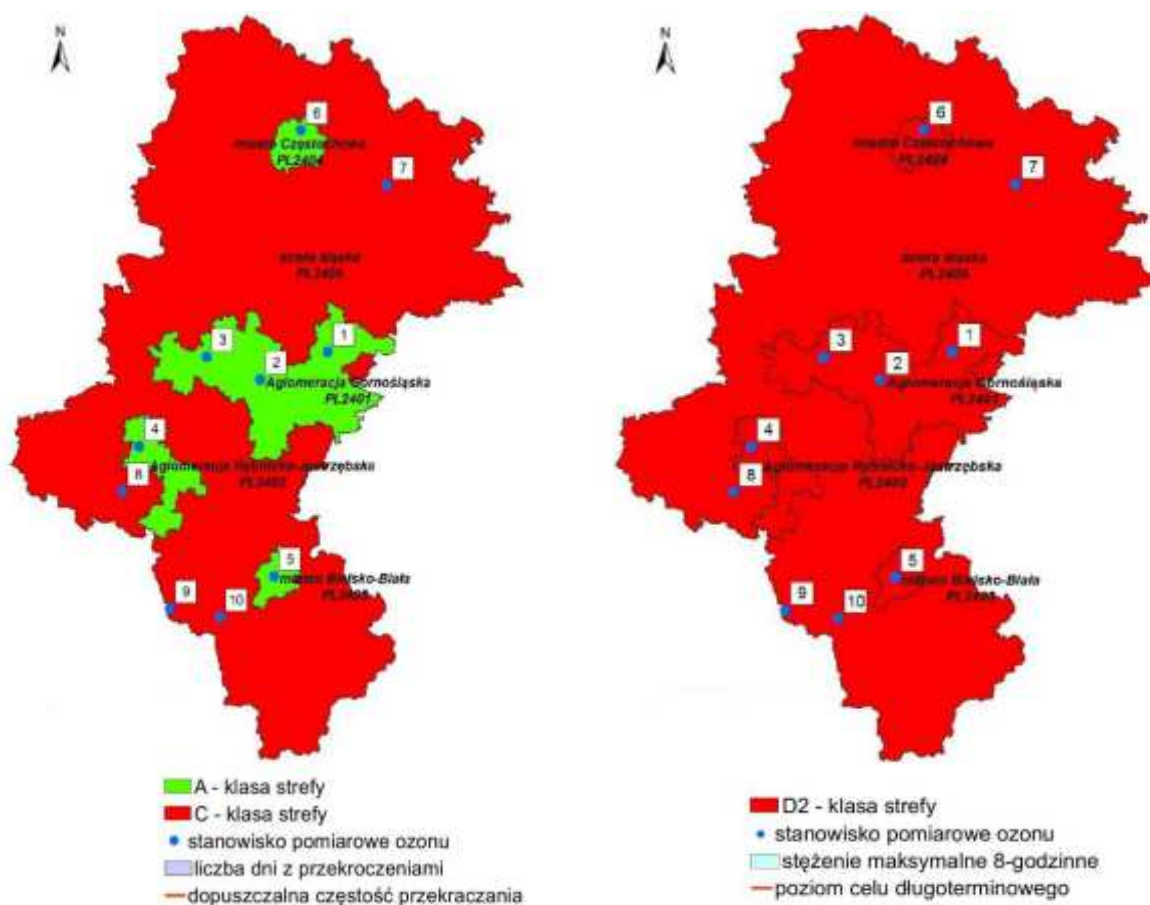 N
6
miasto Częstochowa
PL2404
7
strefa śląska
PL2405
3
1
2
Aglomeracja Górnośląska
PL2401
4
Aglomeracja Rybnicko-Jastrzębska
8
5
miasto Bielsko-Biała
9
10
A - klasa strefy
C - klasa strefy
stanowisko pomiarowe ozonu
liczba dni z przekroczeniami
dopuszczalna częstość przekraczania
N
6
miasto Częstochowa
PL2404
7
strefa śląska
PL2405
3
1
2
Aglomeracja Górnośląska
PL2401
4
Aglomeracja Rybnicko-Jastrzębska
8
5
miasto Bielsko-Biała
9
10
D2 - klasa strefy
stanowisko pomiarowe ozonu
stężenie maksymalne 8-godzinne
poziom celu długoterminowego